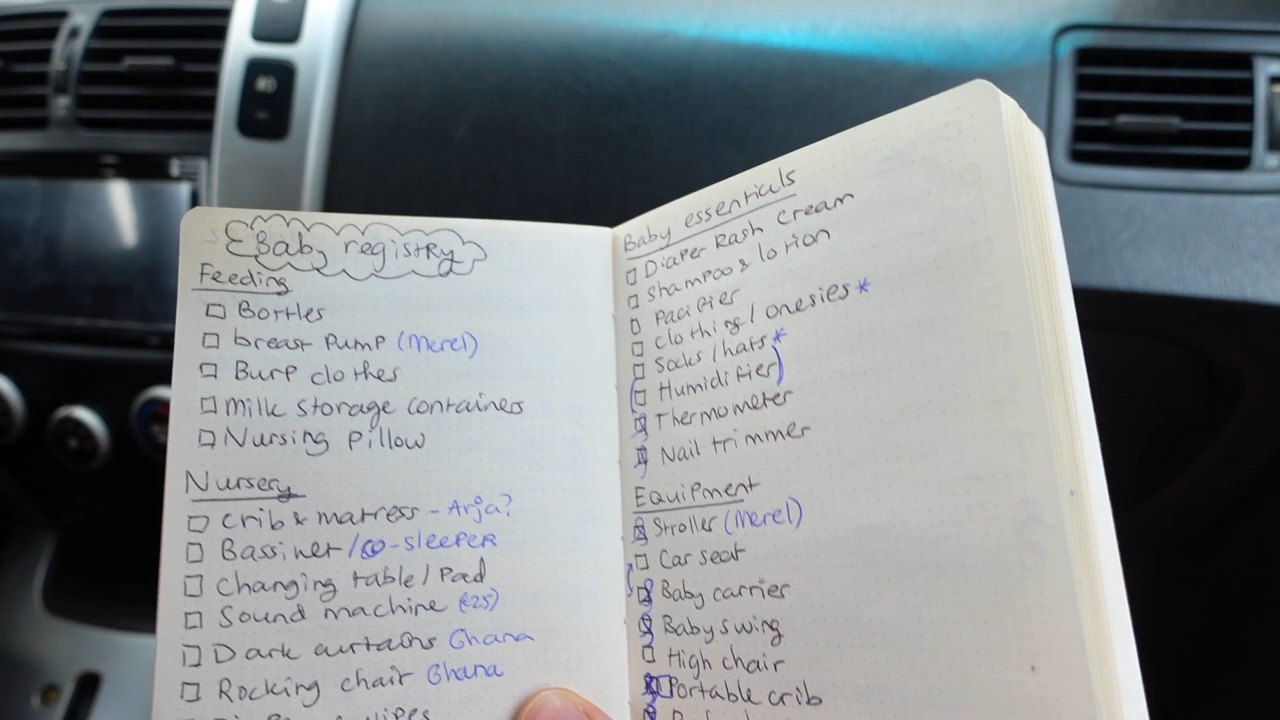 Baby registry
Feeding
Bottles
breast pump (Merel)
Burp clothes
Milk storage containers
Nursing pillow
Nursery
crib & matress - Arja?
Bassinet / co-sleeper
Changing table / Pad
Sound machine (€25)
Dark curtains Ghana
Rocking chair Ghana
wipes
Baby essentials
Diaper Rash cream
Shampoo & lotion
Pacifier
clothing / onesies *
Socks / hats *
(Humidifier)
Thermometer
Nail trimmer
Equipment
Stroller (Merel)
Car seat
Baby carrier
Baby swing
High chair
Portable crib